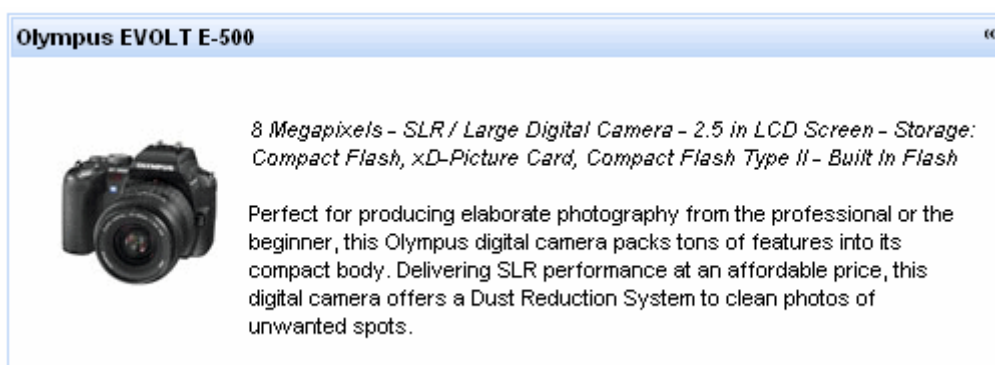 Olympus EVOLT E-500 «
8 Megapixels - SLR / Large Digital Camera - 2.5 in LCD Screen - Storage:
Compact Flash, xD-Picture Card, Compact Flash Type II - Built In Flash
OLYMPUS
Perfect for producing elaborate photography from the professional or the
beginner, this Olympus digital camera packs tons of features into its
compact body. Delivering SLR performance at an affordable price, this
digital camera offers a Dust Reduction System to clean photos of
unwanted spots.